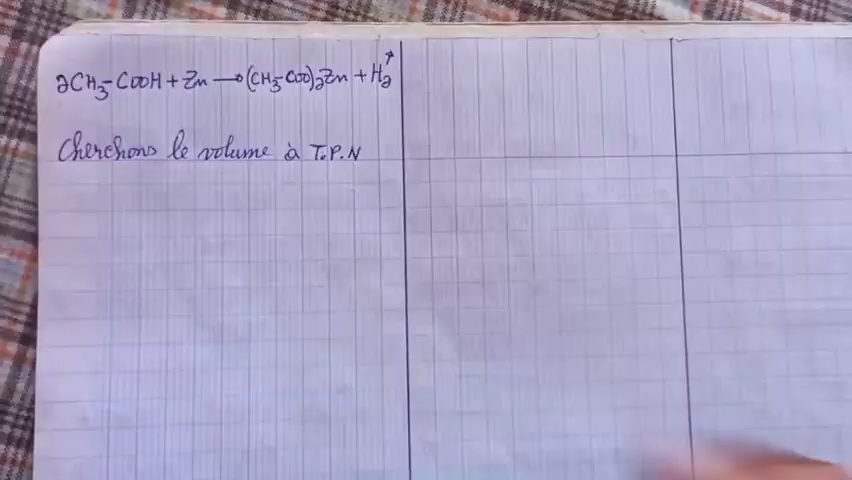 2CH₃-COOH + Zn → (CH₃-COO)₂Zn + H₂↑
Cherchons le volume à T.P.N